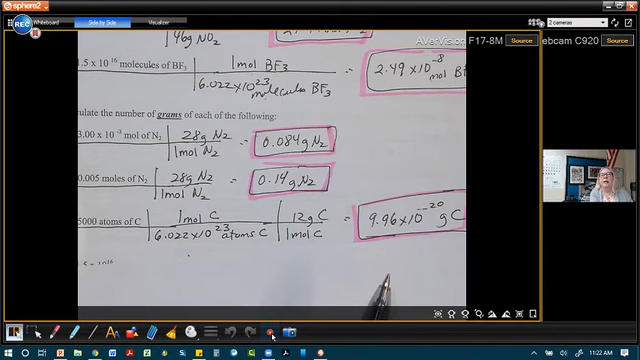 sphere2
REC
Whiteboard Side by Side Visualizer
2 cameras
AVerVision F17-8M Source ebcam C920 Source
46g NO2
1.5 x 10^16 molecules of BF3 1mol BF3 = 2.49 x 10^-8
6.022 x 10^23 molecules BF3 mol BF
culate the number of grams of each of the following:
3.00 x 10^-3 mol of N2 28g N2 = 0.084g N2
1mol N2
0.005 moles of N2 28g N2 = 0.14g N2
1mol N2
5000 atoms of C 1mol C 12gC = 9.96x10^-20 g C
6.022x10^23 atoms C 1mol C
11:22 AM